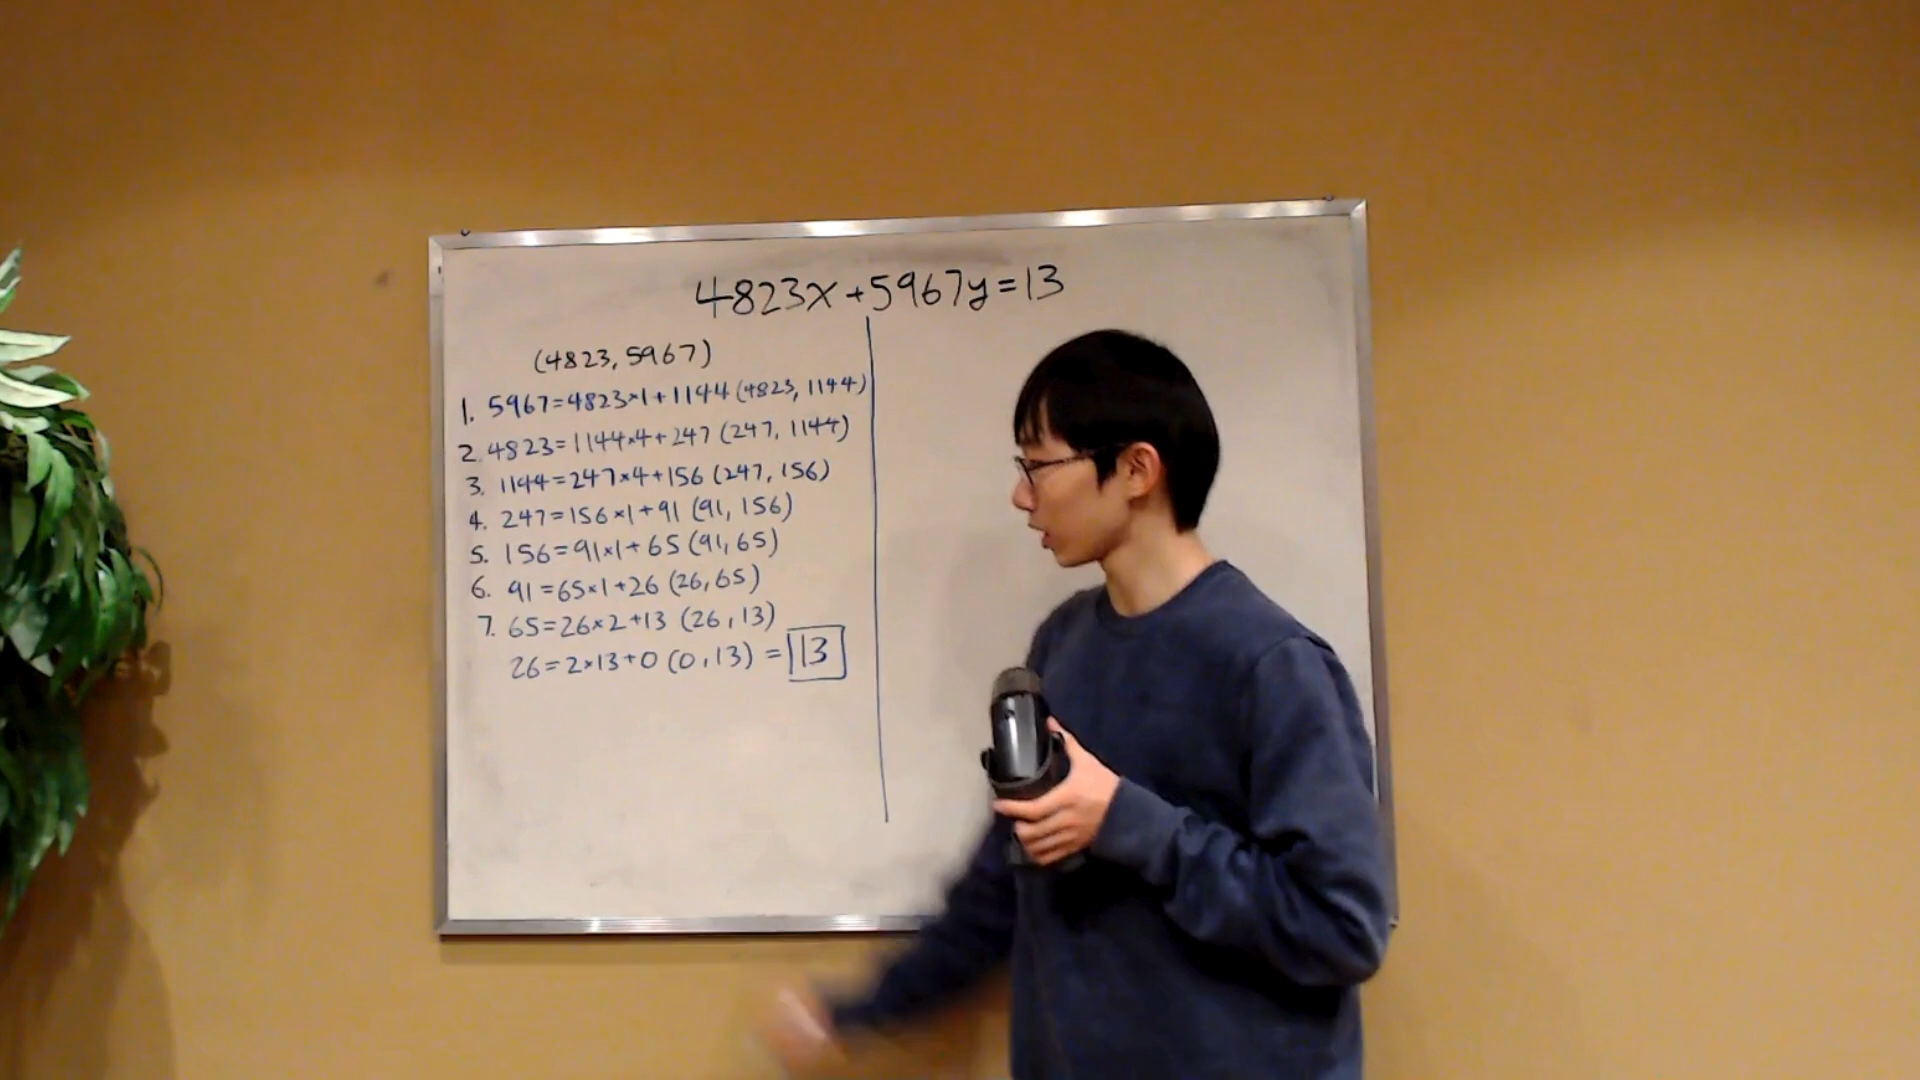 4823x+5967y=13
(4823, 5967)
1. 5967=4823×1+1144 (4823, 1144)
2. 4823=1144×4+247 (247, 1144)
3. 1144=247×4+156 (247, 156)
4. 247=156×1+91 (91, 156)
5. 156=91×1+65 (91, 65)
6. 91=65×1+26 (26, 65)
7. 65=26×2+13 (26, 13)
26=2×13+0 (0, 13) = 13